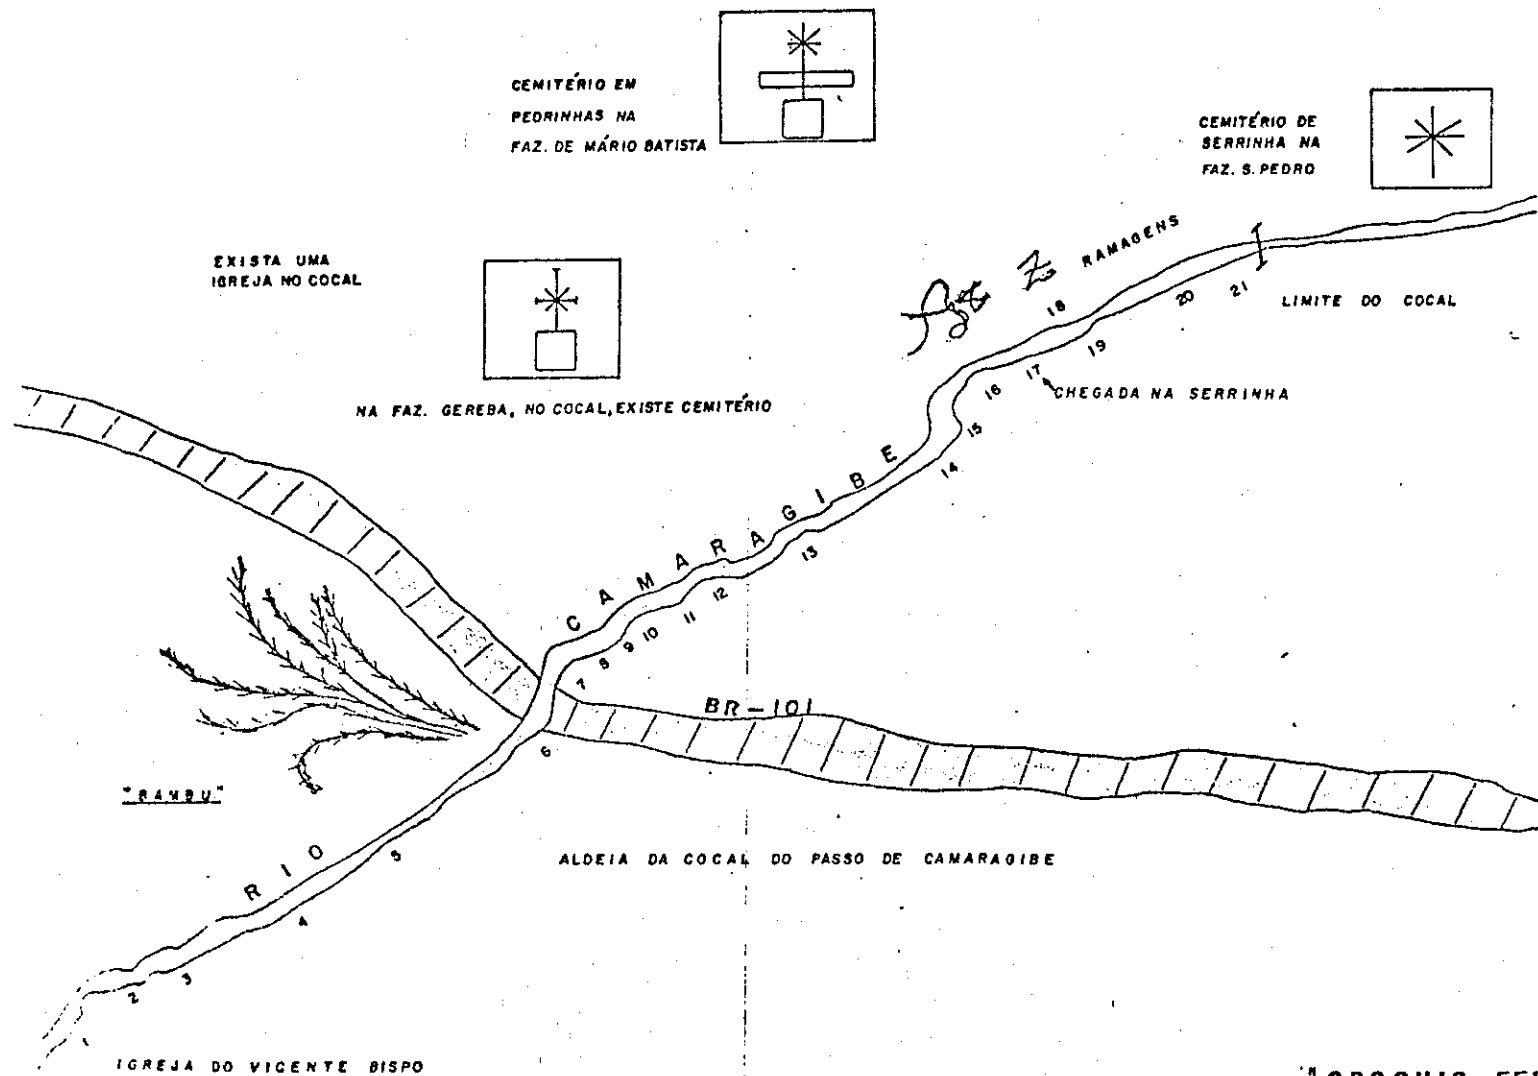 CEMITÉRIO EM
PEDRINHAS NA
FAZ. DE MÁRIO BATISTA
CEMITÉRIO DE
SERRINHA NA
FAZ. S. PEDRO
EXISTA UMA
IGREJA NO COCAL
NA FAZ. GEREBA, NO COCAL, EXISTE CEMITÉRIO
RAMAGENS
LIMITE DO COCAL
CHEGADA NA SERRINHA
RIO CAMARAGIBE
21
20
19
18
17
16
15
14
13
12
11
10
9
8
7
6
5
4
3
2
BR-101
"BAMBU"
ALDEIA DA COCAL DO PASSO DE CAMARAGIBE
IGREJA DO VICENTE BISPO